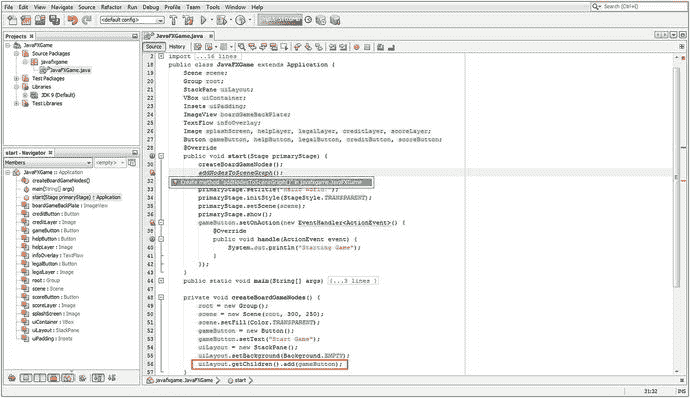 File Edit View Navigate Source Refactor Run Debug Profile Team Tools Window Help
Search (Ctrl+I)
<default config>
Projects
JavaFXGame
Source Packages
javafxgame
JavaFXGame.java
Test Packages
Libraries
JDK 9 (Default)
Test Libraries
start - Navigator
Members
<empty>
JavaFXGame :: Application
createBoardGameNodes()
main(String[] args)
start(Stage primaryStage) ↑ Application
boardGameBackPlate : ImageView
creditButton : Button
creditLayer : Image
gameButton : Button
helpButton : Button
helpLayer : Image
infoOverlay : TextFlow
legalButton : Button
legalLayer : Image
root : Group
scene : Scene
scoreButton : Button
scoreLayer : Image
splashScreen : Image
uiContainer : VBox
uiLayout : StackPane
uiPadding : Insets
JavaFXGame.java
Source History
2 import ...16 lines
18 public class JavaFXGame extends Application {
19 Scene scene;
20 Group root;
21 StackPane uiLayout;
22 VBox uiContainer;
23 Insets uiPadding;
24 ImageView boardGameBackPlate;
25 TextFlow infoOverlay;
26 Image splashScreen, helpLayer, legalLayer, creditLayer, scoreLayer;
27 Button gameButton, helpButton, legalButton, creditButton, scoreButton;
28 @Override
public void start(Stage primaryStage) {
30 createBoardGameNodes();
addNodesToSceneGraph();
Create method "addNodesToSceneGraph()" in javafxgame.JavaFXGame
primaryStage.setTitle("Hello World!");
33 primaryStage.initStyle(StageStyle.TRANSPARENT);
34 primaryStage.setScene(scene);
35 primaryStage.show();
gameButton.setOnAction(new EventHandler<ActionEvent>() {
37 @Override
public void handle(ActionEvent event) {
39 System.out.println("Starting Game");
40 }
41 });
43 }
44 public static void main(String[] args) {...3 lines }
47
48 private void createBoardGameNodes() {
49 root = new Group();
50 scene = new Scene(root, 300, 250);
51 scene.setFill(Color.TRANSPARENT);
52 gameButton = new Button();
53 gameButton.setText("Start Game");
54 uiLayout = new StackPane();
55 uiLayout.setBackground(Background.EMPTY);
56 uiLayout.getChildren().add(gameButton);
57 }
javafxgame.JavaFXGame start
31:32 INS